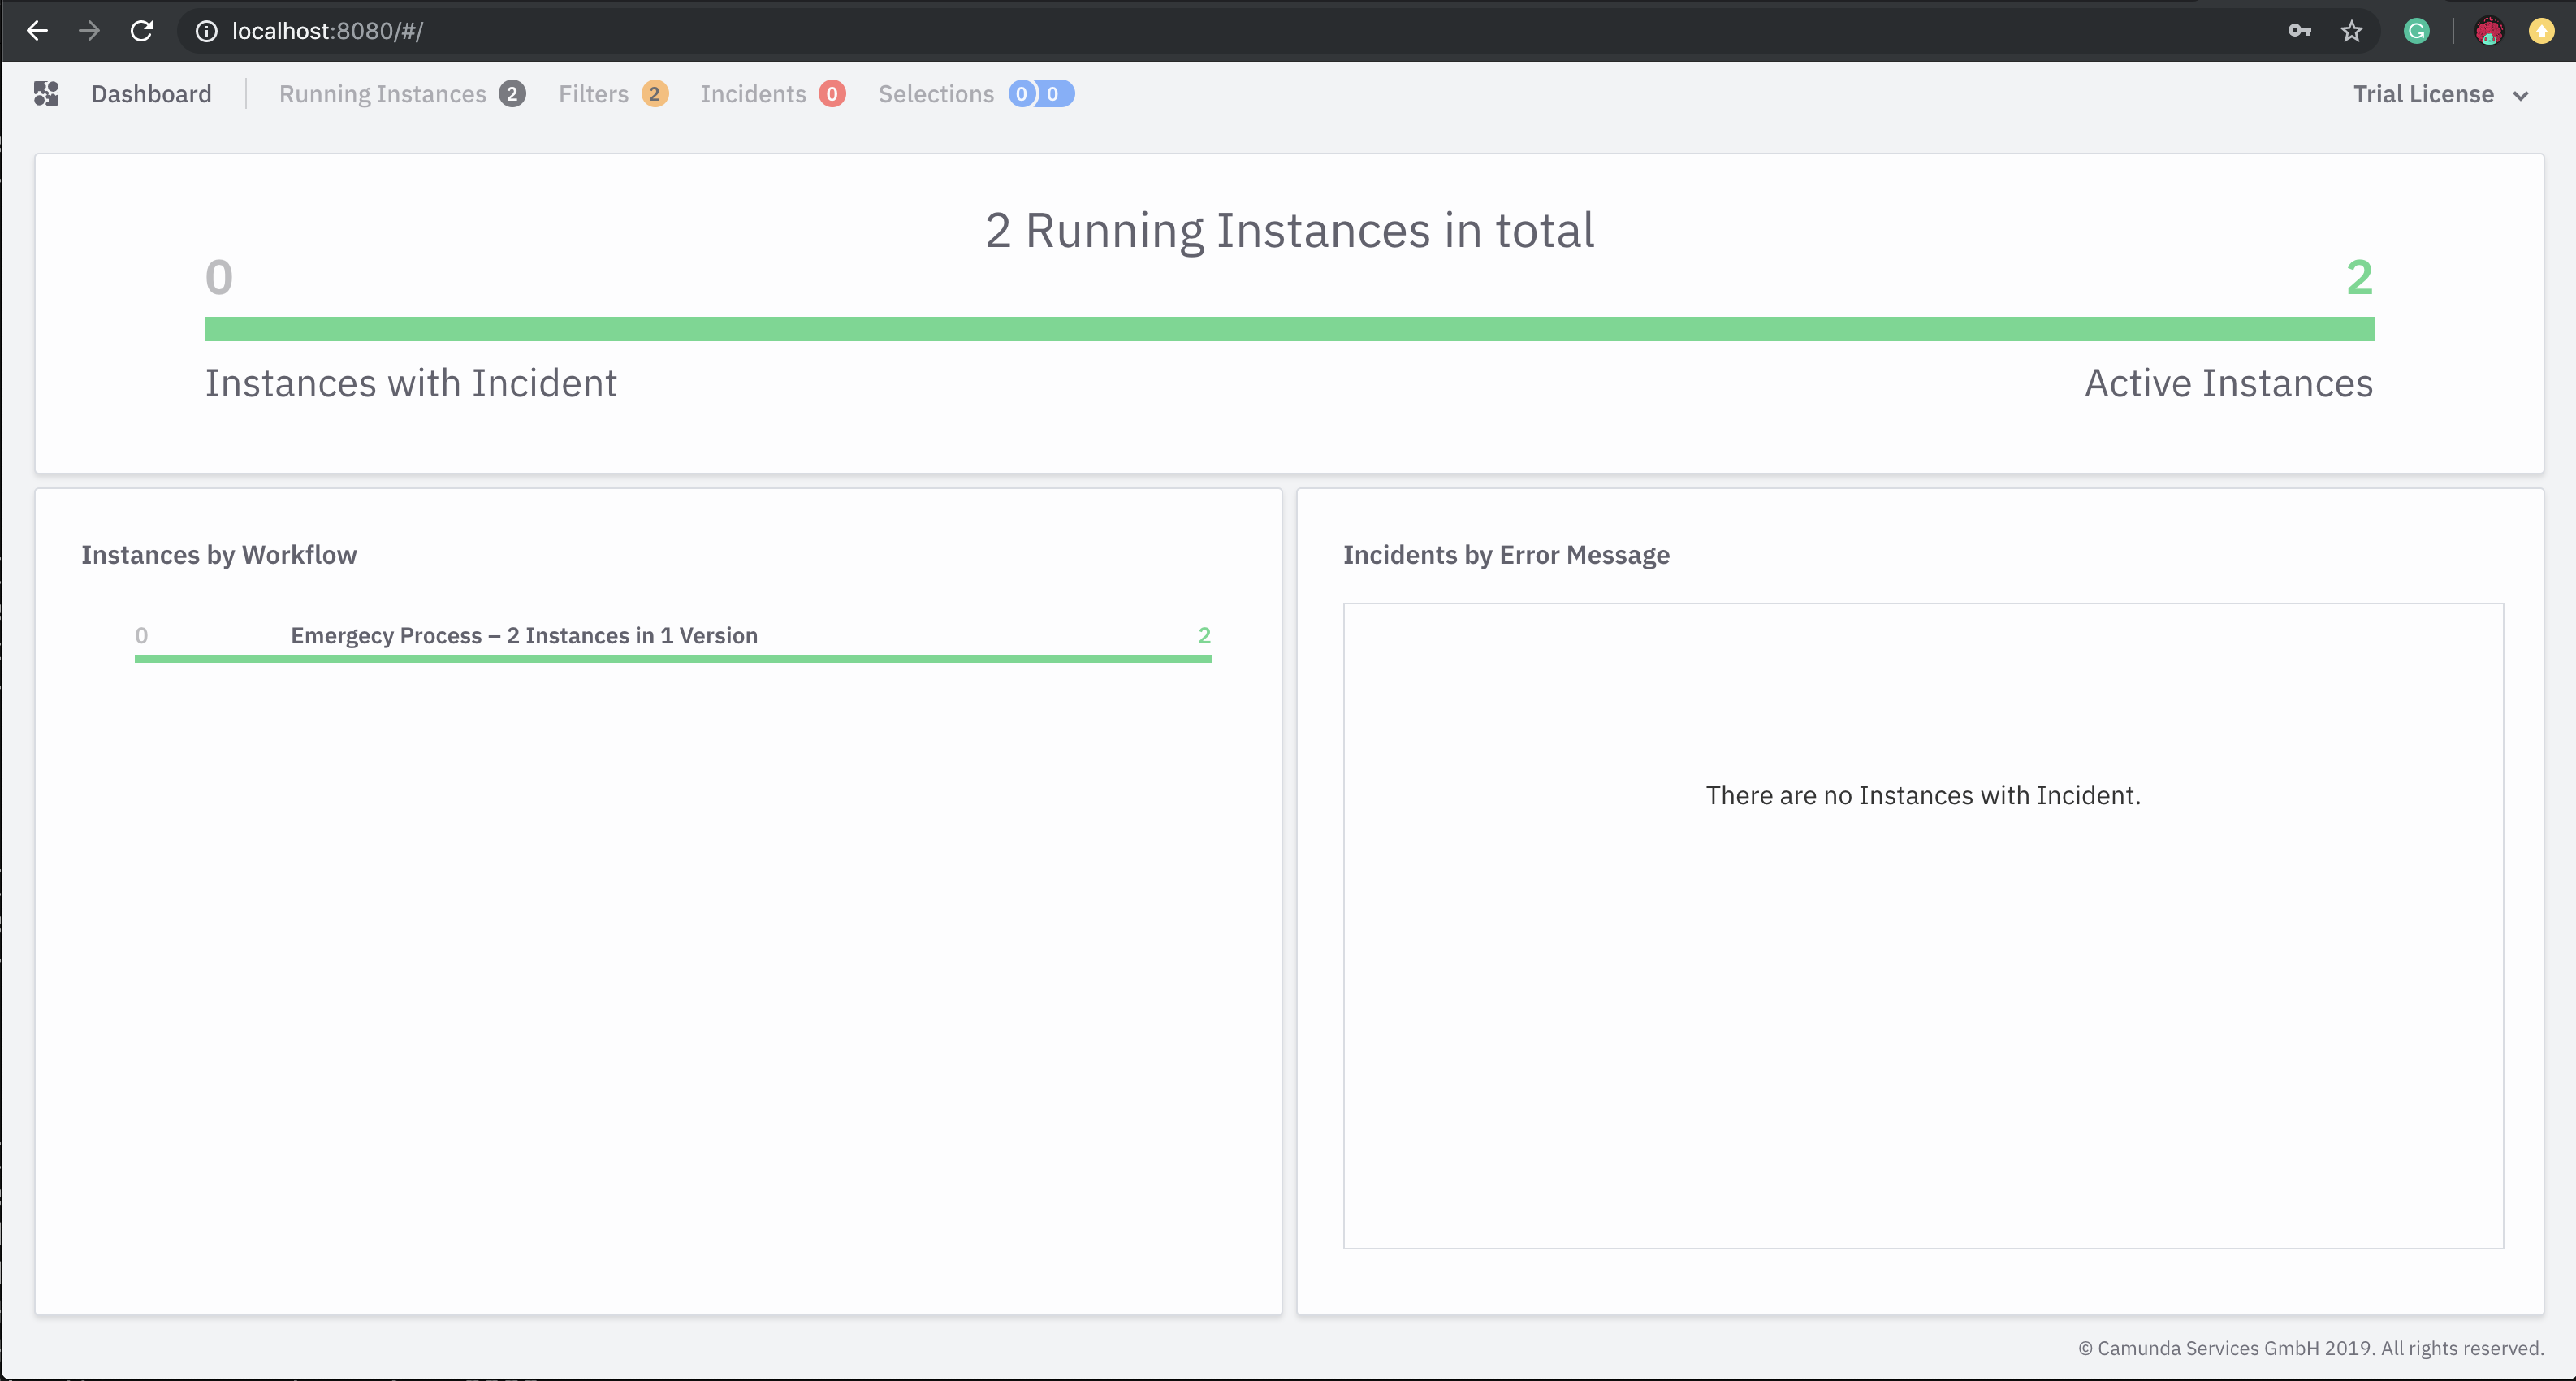 localhost:8080/#/
Dashboard Running Instances 2 Filters 2 Incidents 0 Selections 0 0 Trial License
2 Running Instances in total
0 2
Instances with Incident Active Instances
Instances by Workflow
0 Emergecy Process – 2 Instances in 1 Version 2
Incidents by Error Message
There are no Instances with Incident.
© Camunda Services GmbH 2019. All rights reserved.